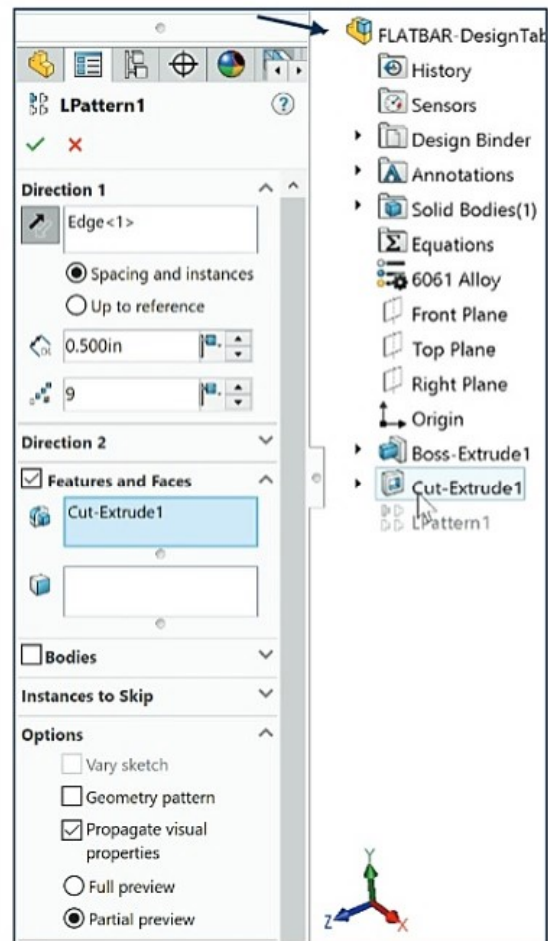 LPattern1
Direction 1
Edge<1>
Spacing and instances
Up to reference
0.500in
9
Direction 2
Features and Faces
Cut-Extrude1
Bodies
Instances to Skip
Options
Vary sketch
Geometry pattern
Propagate visual
properties
Full preview
Partial preview
FLATBAR-DesignTab
History
Sensors
Design Binder
Annotations
Solid Bodies(1)
Equations
6061 Alloy
Front Plane
Top Plane
Right Plane
Origin
Boss-Extrude1
Cut-Extrude1
LPattern1
Y
Z
X